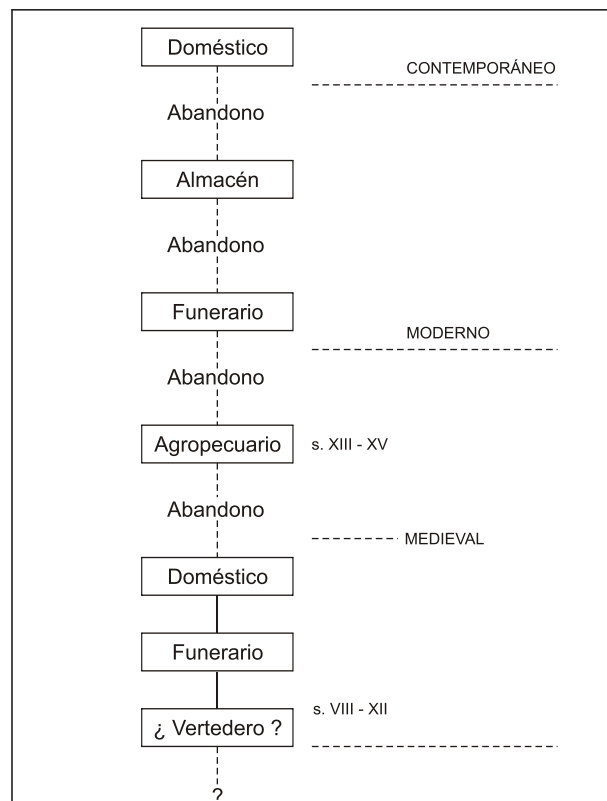 Doméstico
CONTEMPORÁNEO
Abandono
Almacén
Abandono
Funerario
MODERNO
Abandono
Agropecuario
s. XIII - XV
Abandono
MEDIEVAL
Doméstico
Funerario
s. VIII - XII
¿ Vertedero ?
?